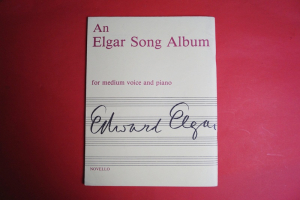 An
Elgar Song Album
for medium voice and piano
Edward Elgar
NOVELLO